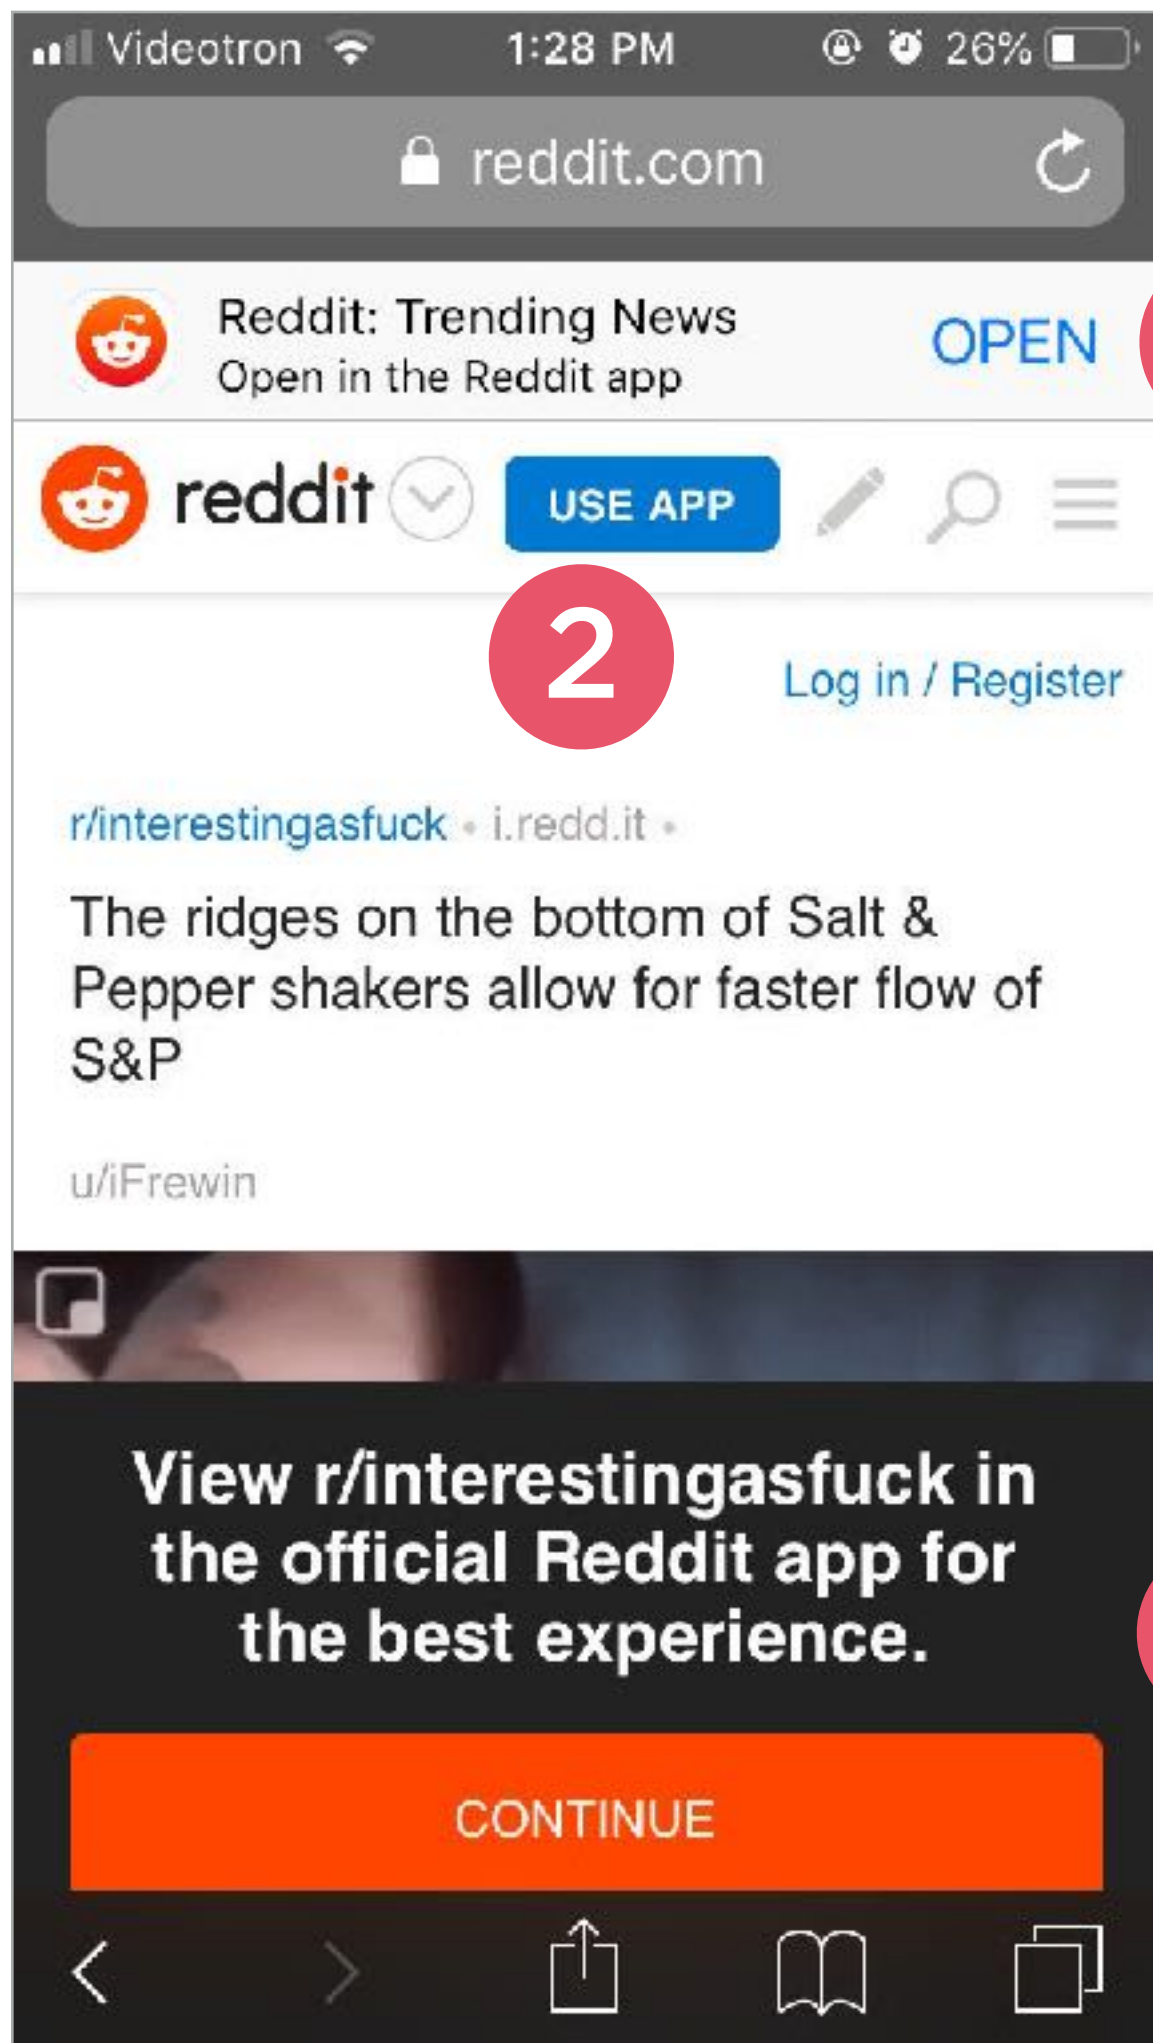 Videotron 1:28 PM 26%
reddit.com
Reddit: Trending News
Open in the Reddit app
OPEN
reddit USE APP
2
Log in / Register
r/interestingasfuck • i.redd.it •
The ridges on the bottom of Salt &
Pepper shakers allow for faster flow of
S&P
u/iFrewin
View r/interestingasfuck in
the official Reddit app for
the best experience.
CONTINUE